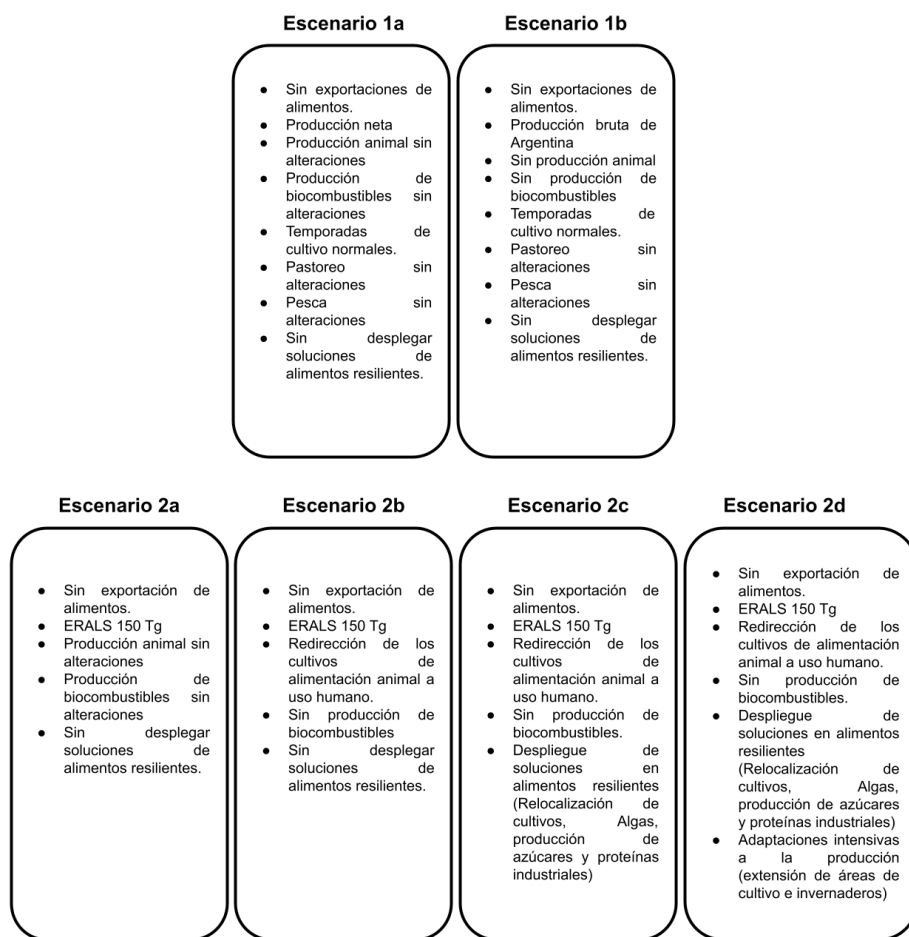 Escenario 1a
Sin exportaciones de
alimentos.
Producción neta
Producción animal sin
alteraciones
Producción de
biocombustibles sin
alteraciones
Temporadas de
cultivo normales.
Pastoreo sin
alteraciones
Pesca sin
alteraciones
Sin desplegar
soluciones de
alimentos resilientes.
Escenario 1b
Sin exportaciones de
alimentos.
Producción bruta de
Argentina
Sin producción animal
Sin producción de
biocombustibles
Temporadas de
cultivo normales.
Pastoreo sin
alteraciones
Pesca sin
alteraciones
Sin desplegar
soluciones de
alimentos resilientes.
Escenario 2a
Sin exportación de
alimentos.
ERALS 150 Tg
Producción animal sin
alteraciones
Producción de
biocombustibles sin
alteraciones
Sin desplegar
soluciones de
alimentos resilientes.
Escenario 2b
Sin exportación de
alimentos.
ERALS 150 Tg
Redirección de los
cultivos de
alimentación animal a
uso humano.
Sin producción de
biocombustibles
Sin desplegar
soluciones de
alimentos resilientes.
Escenario 2c
Sin exportación de
alimentos.
ERALS 150 Tg
Redirección de los
cultivos de
alimentación animal a
uso humano.
Sin producción de
biocombustibles.
Despliegue de
soluciones en
alimentos resilientes
(Relocalización de
cultivos, Algas,
producción de
azúcares y proteínas
industriales)
Escenario 2d
Sin exportación de
alimentos.
ERALS 150 Tg
Redirección de los
cultivos de alimentación
animal a uso humano.
Sin producción de
biocombustibles.
Despliegue de
soluciones en alimentos
resilientes
(Relocalización de
cultivos, Algas,
producción de azúcares
y proteínas industriales)
Adaptaciones intensivas
a la producción
(extensión de áreas de
cultivo e invernaderos)